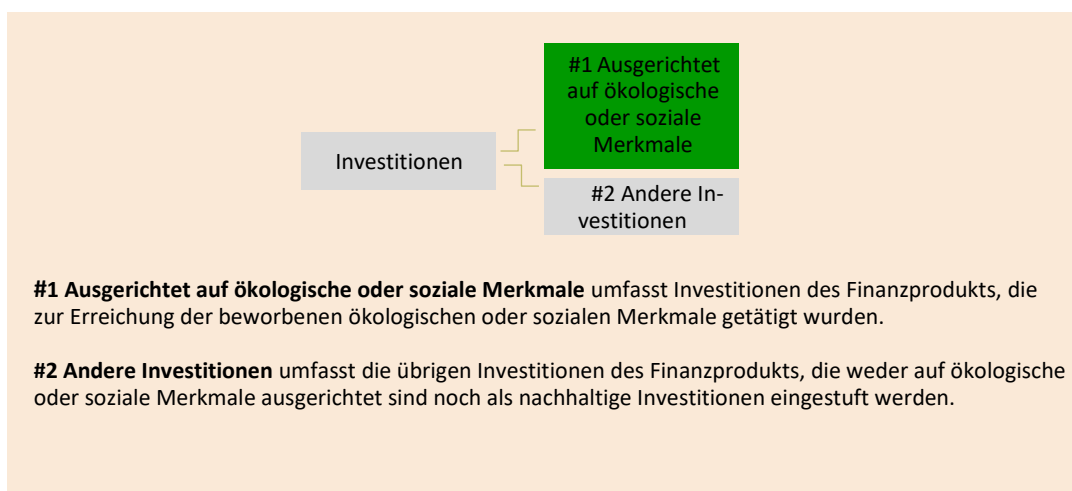 #1 Ausgerichtet
auf ökologische
oder soziale
Merkmale
Investitionen
#2 Andere In-
vestitionen
#1 Ausgerichtet auf ökologische oder soziale Merkmale umfasst Investitionen des Finanzprodukts, die
zur Erreichung der beworbenen ökologischen oder sozialen Merkmale getätigt wurden.
#2 Andere Investitionen umfasst die übrigen Investitionen des Finanzprodukts, die weder auf ökologische
oder soziale Merkmale ausgerichtet sind noch als nachhaltige Investitionen eingestuft werden.